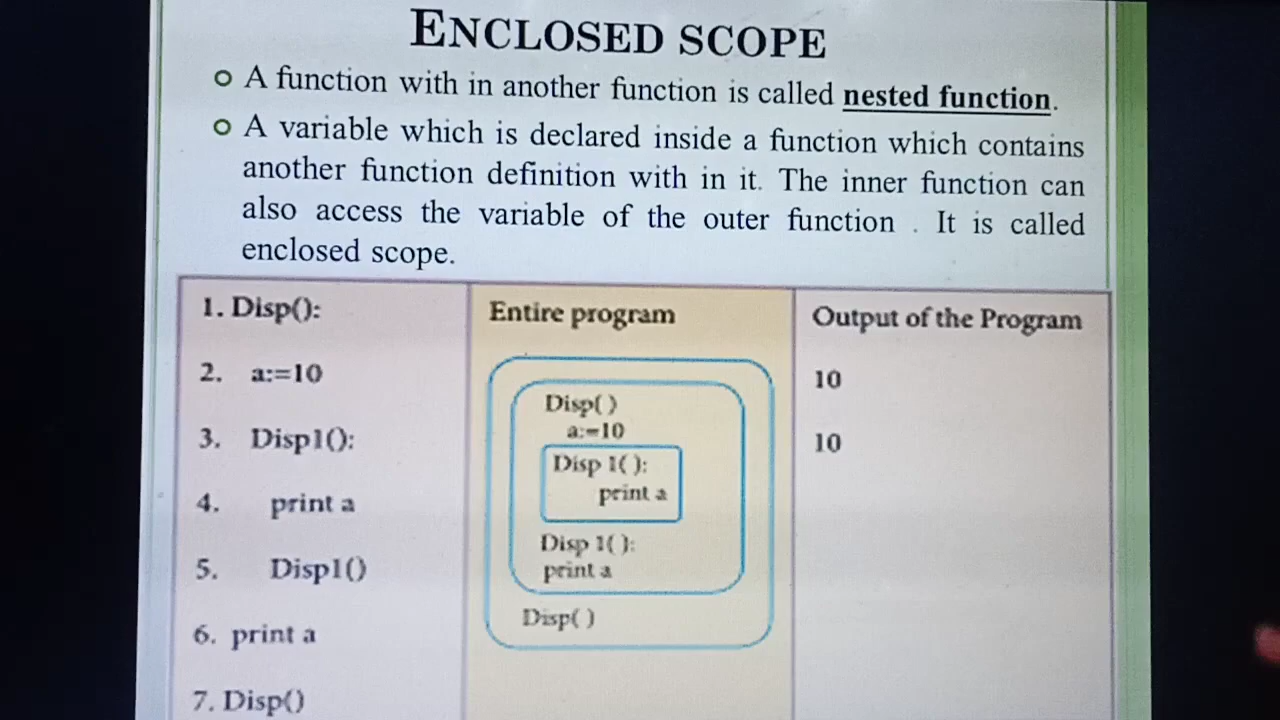 ENCLOSED SCOPE
A function with in another function is called nested function.
A variable which is declared inside a function which contains
another function definition with in it. The inner function can
also access the variable of the outer function . It is called
enclosed scope.
1. Disp():
2. a:=10
3. Disp1():
4. print a
5. Disp1()
6. print a
7. Disp()
Entire program
Disp( )
a:=10
Disp 1( ):
print a
Disp 1( ):
print a
Disp( )
Output of the Program
10
10